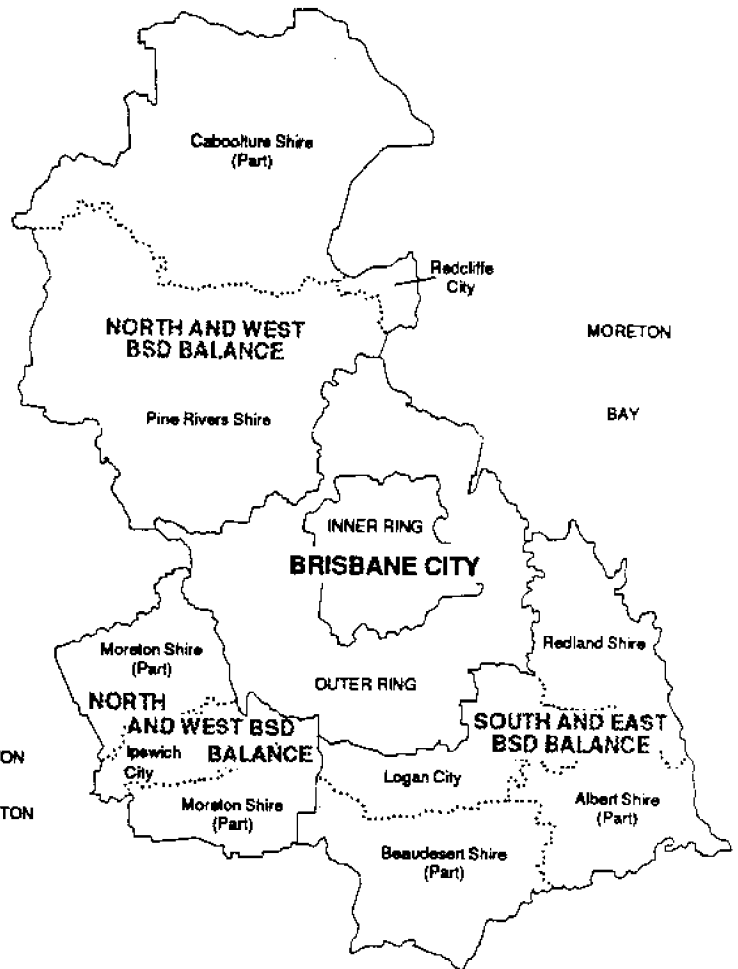 Caboolture Shire
(Part)
Redcliffe
City
NORTH AND WEST
BSD BALANCE
MORETON
BAY
Pine Rivers Shire
INNER RING
BRISBANE CITY
Moreton Shire
(Part)
Redland Shire
OUTER RING
NORTH
AND WEST BSD
BALANCE
SOUTH AND EAST
BSD BALANCE
Ipswich
City
ON
Logan City
Moreton Shire
(Part)
Albert Shire
(Part)
TON
Beaudesert Shire
(Part)